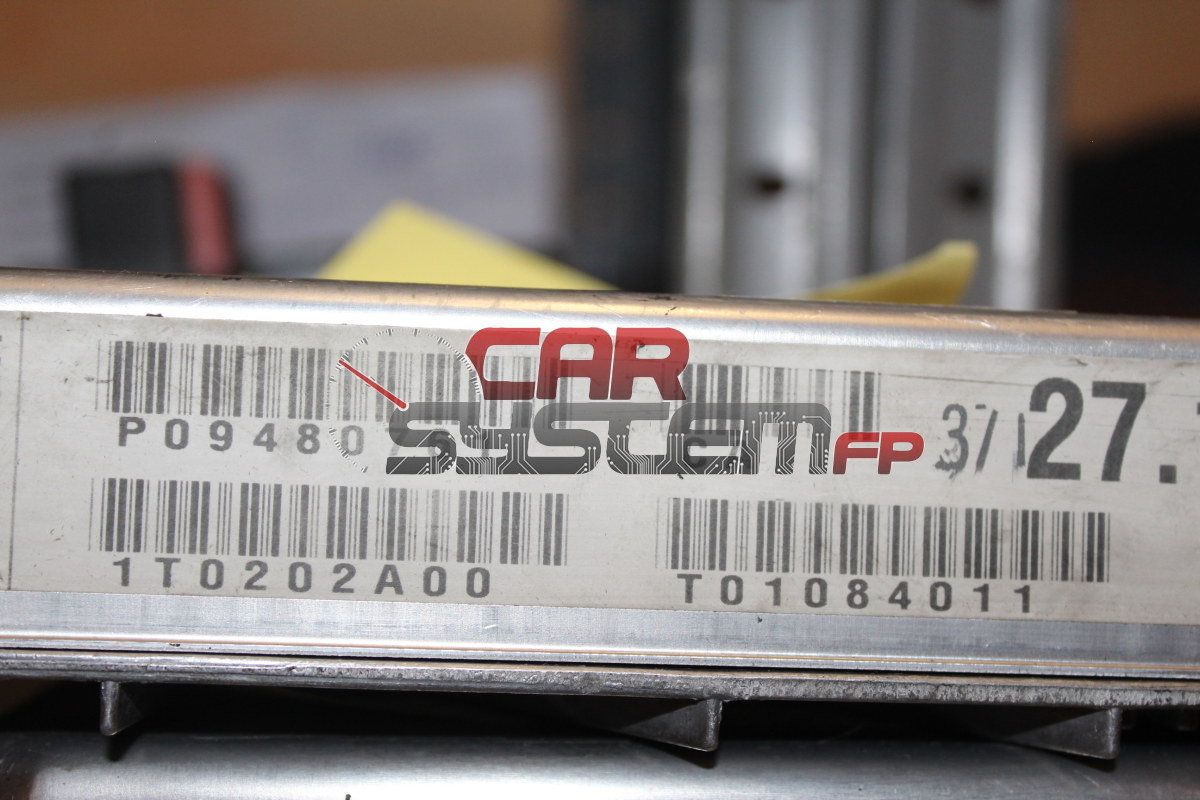 CAR
SYSTEM FP
P09480
27.
1T0202A00
T01084011